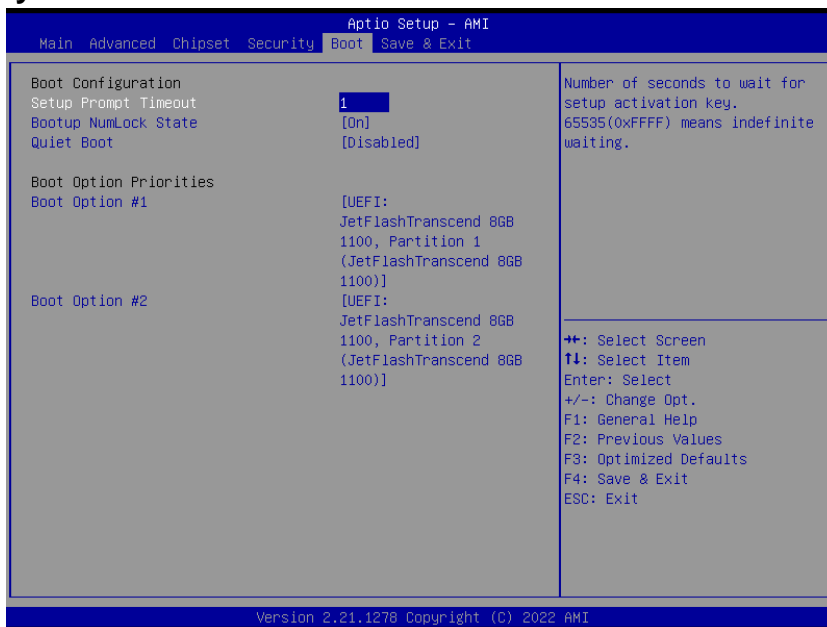 Aptio Setup – AMI
Main Advanced Chipset Security Boot Save & Exit
Boot Configuration
Setup Prompt Timeout 1
Bootup NumLock State [On]
Quiet Boot [Disabled]
Boot Option Priorities
Boot Option #1 [UEFI:
JetFlashTranscend 8GB
1100, Partition 1
(JetFlashTranscend 8GB
1100)]
Boot Option #2 [UEFI:
JetFlashTranscend 8GB
1100, Partition 2
(JetFlashTranscend 8GB
1100)]
Number of seconds to wait for
setup activation key.
65535(0xFFFF) means indefinite
waiting.
→←: Select Screen
↑↓: Select Item
Enter: Select
+/-: Change Opt.
F1: General Help
F2: Previous Values
F3: Optimized Defaults
F4: Save & Exit
ESC: Exit
Version 2.21.1278 Copyright (C) 2022 AMI